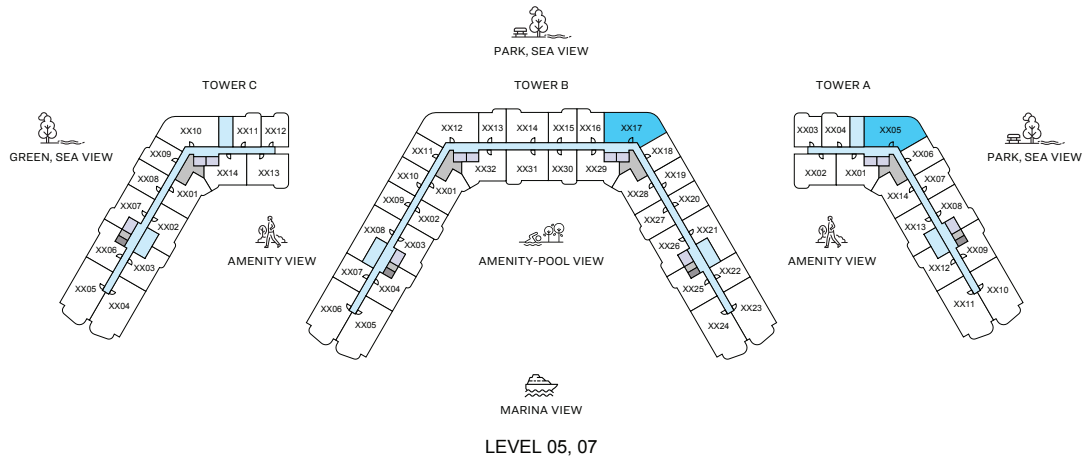 PARK, SEA VIEW
TOWER C
TOWER B
TOWER A
XX10
XX11
XX12
XX12
XX13
XX14
XX15
XX16
XX17
XX03
XX04
XX05
GREEN, SEA VIEW
PARK, SEA VIEW
XX09
XX14
XX13
XX11
XX01
XX32
XX31
XX30
XX29
XX18
XX02
XX01
XX06
XX08
XX01
XX10
XX28
XX19
XX14
XX07
XX07
XX02
XX09
XX02
XX27
XX20
XX13
XX08
XX06
XX03
XX08
XX03
XX26
XX21
XX12
XX09
AMENITY VIEW
AMENITY-POOL VIEW
AMENITY VIEW
XX05
XX04
XX07
XX04
XX25
XX22
XX11
XX10
XX06
XX05
XX24
XX23
MARINA VIEW
LEVEL 05, 07